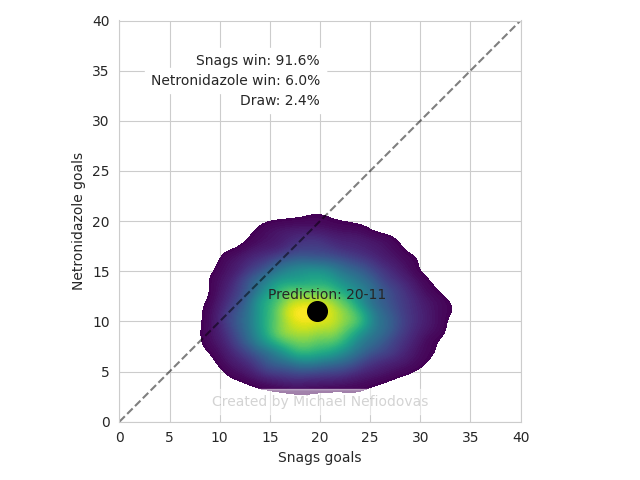 40
35
30
25
20
15
10
5
0
Netronidazole goals
Snags win: 91.6%
Netronidazole win: 6.0%
Draw: 2.4%
Prediction: 20-11
Created by Michael Nefiodovas
0 5 10 15 20 25 30 35 40
Snags goals